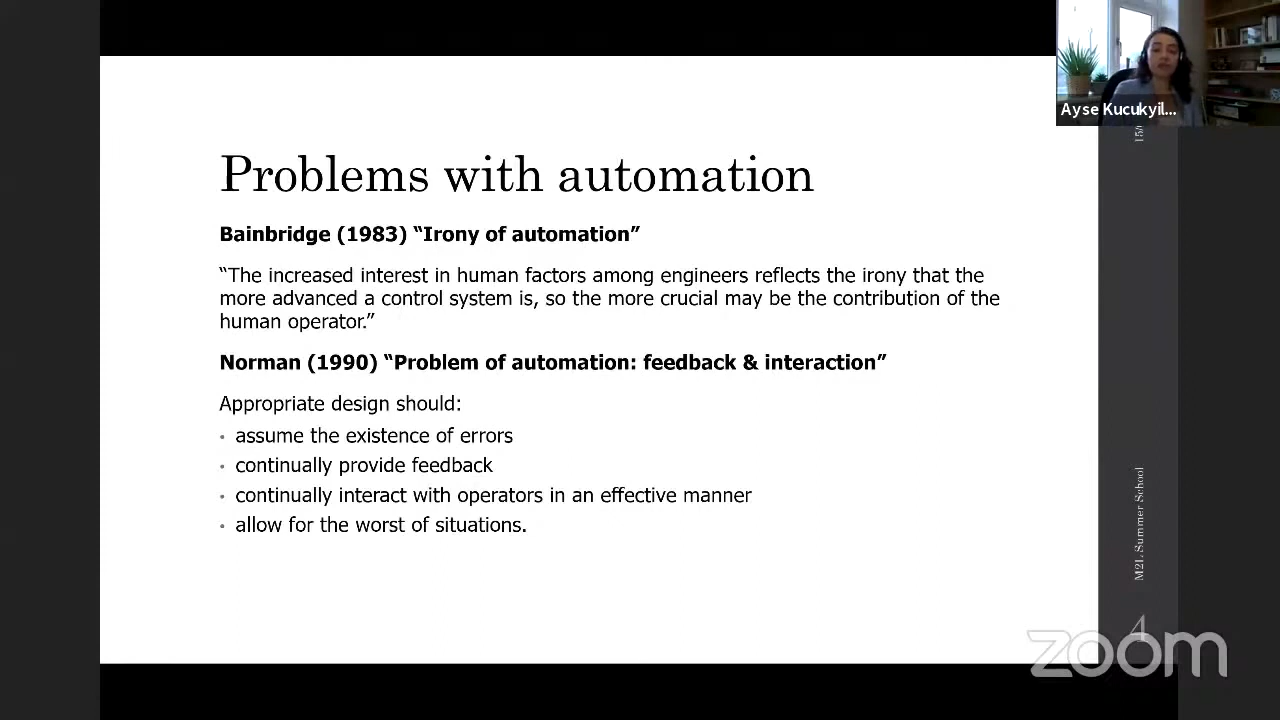 Problems with automation
Bainbridge (1983) “Irony of automation”
“The increased interest in human factors among engineers reflects the irony that the
more advanced a control system is, so the more crucial may be the contribution of the
human operator.”
Norman (1990) “Problem of automation: feedback & interaction”
Appropriate design should:
• assume the existence of errors
• continually provide feedback
• continually interact with operators in an effective manner
• allow for the worst of situations.
Ayse Kucukyil...
M2L Summer School
4
zoom